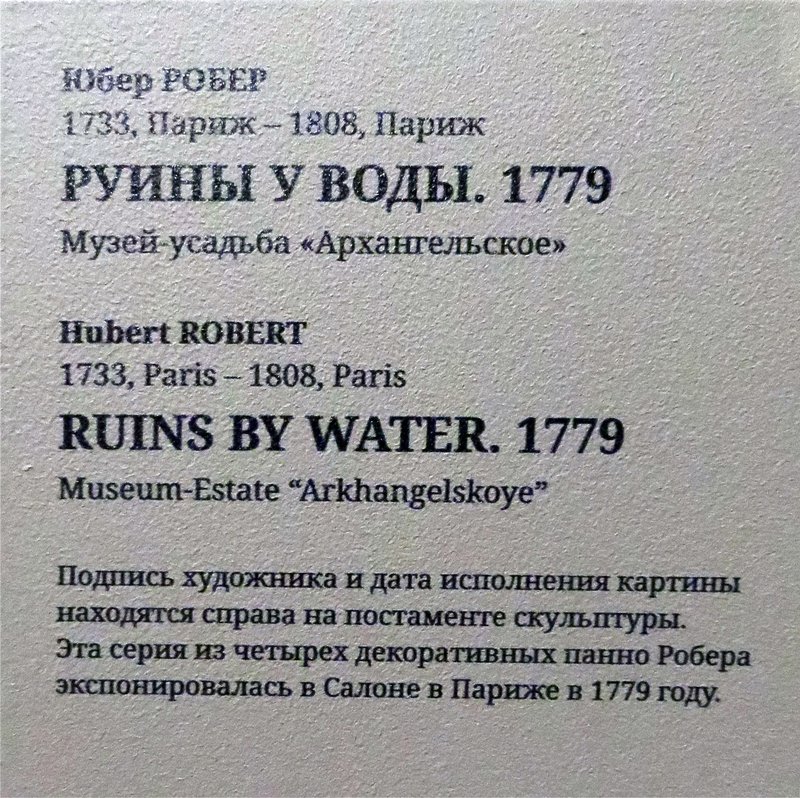 Юбер РОБЕР
1733, Париж – 1808, Париж
РУИНЫ У ВОДЫ. 1779
Музей-усадьба «Архангельское»
Hubert ROBERT
1733, Paris – 1808, Paris
RUINS BY WATER. 1779
Museum-Estate “Arkhangelskoye”
Подпись художника и дата исполнения картины
находятся справа на постаменте скульптуры.
Эта серия из четырех декоративных панно Робера
экспонировалась в Салоне в Париже в 1779 году.